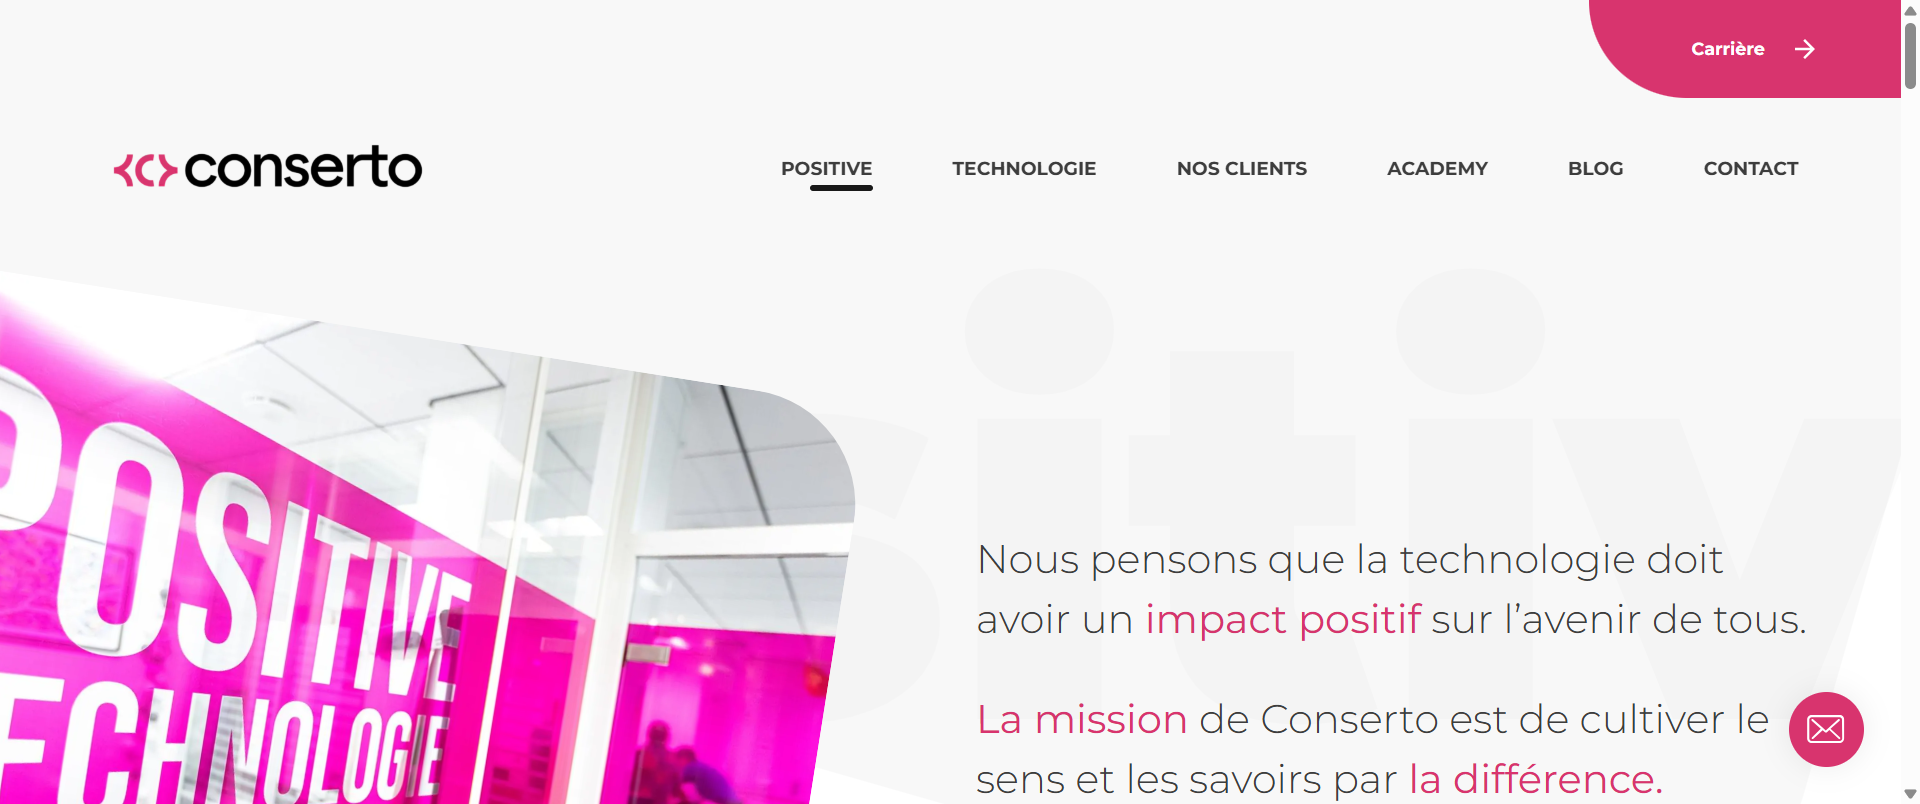 Carrière
conserto
POSITIVE
TECHNOLOGIE
NOS CLIENTS
ACADEMY
BLOG
CONTACT
sitiv
POSITIVE
TECHNOLOGIE
Nous pensons que la technologie doit
avoir un impact positif sur l’avenir de tous.
La mission de Conserto est de cultiver le
sens et les savoirs par la différence.